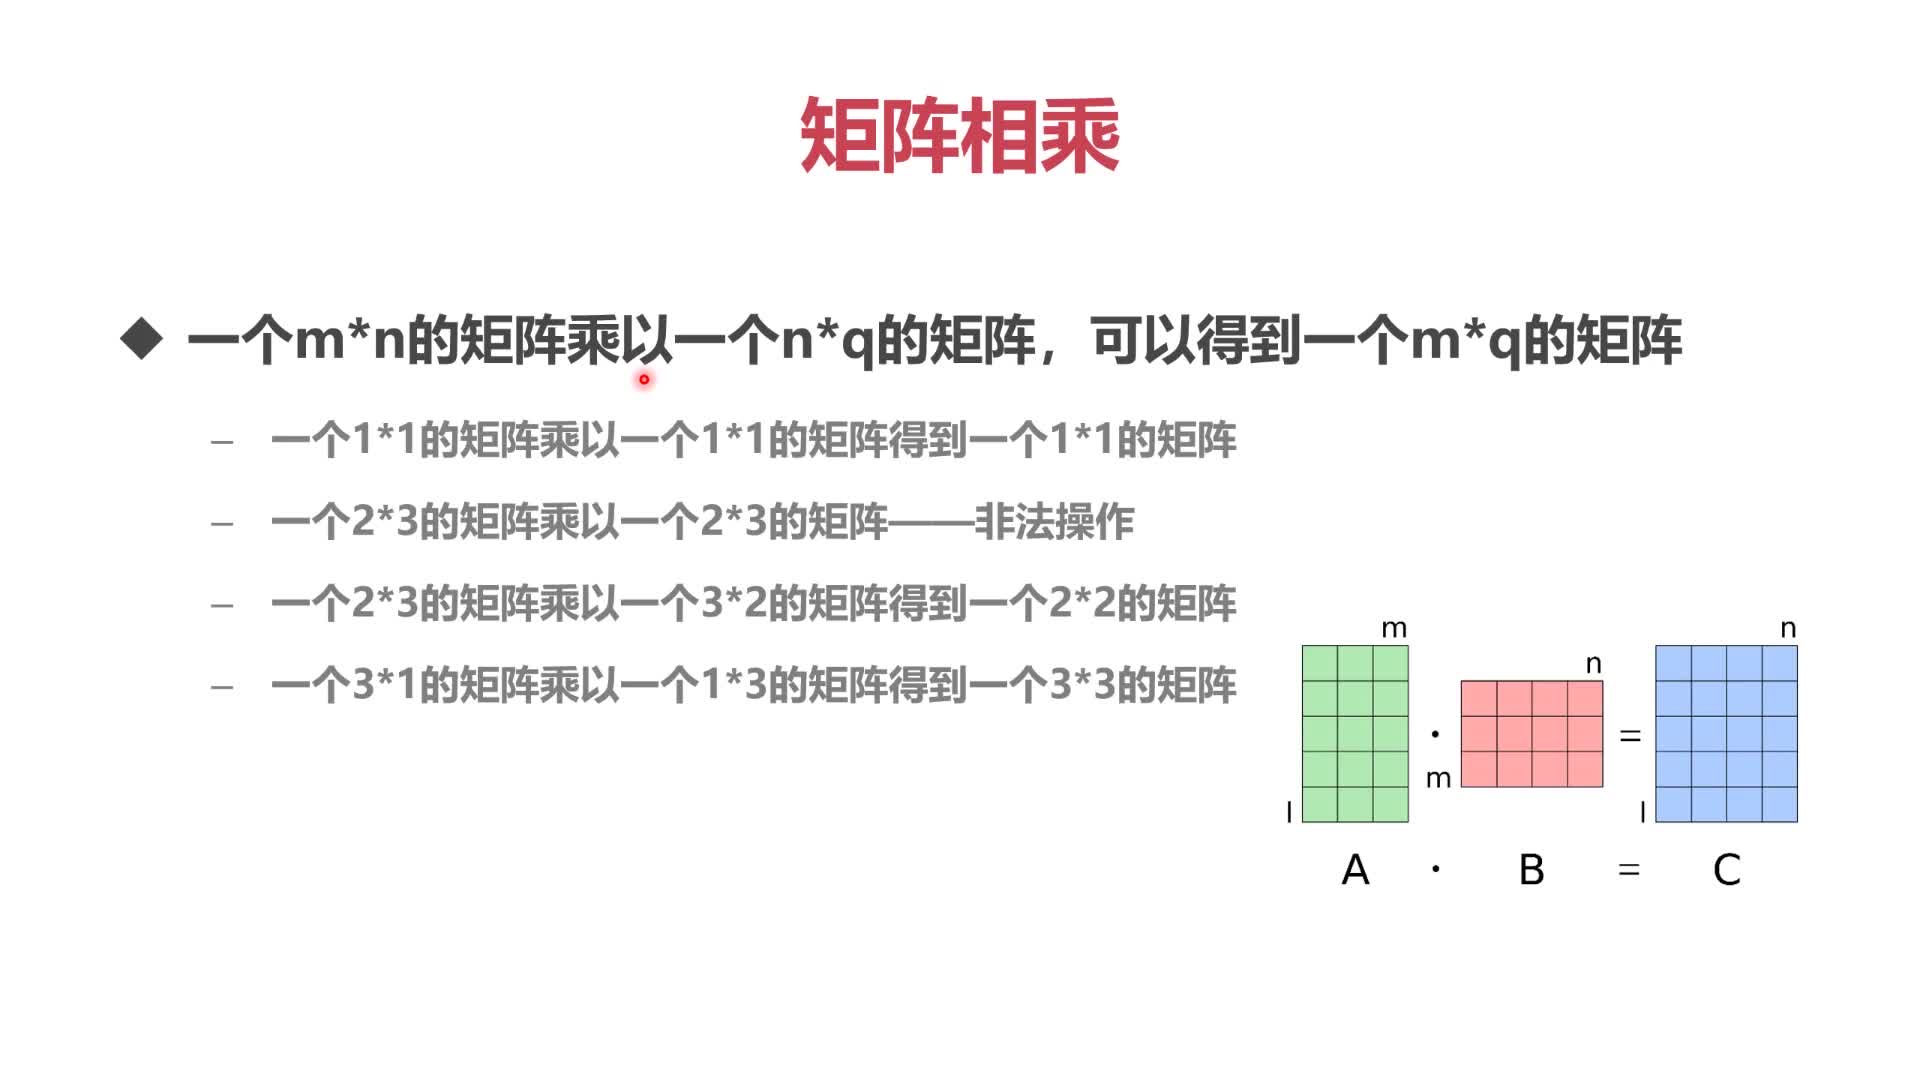 矩阵相乘
◆ 一个m*n的矩阵乘以一个n*q的矩阵，可以得到一个m*q的矩阵
– 一个1*1的矩阵乘以一个1*1的矩阵得到一个1*1的矩阵
– 一个2*3的矩阵乘以一个2*3的矩阵——非法操作
– 一个2*3的矩阵乘以一个3*2的矩阵得到一个2*2的矩阵
– 一个3*1的矩阵乘以一个1*3的矩阵得到一个3*3的矩阵
m
n
n
· =
m
l
l
A · B = C